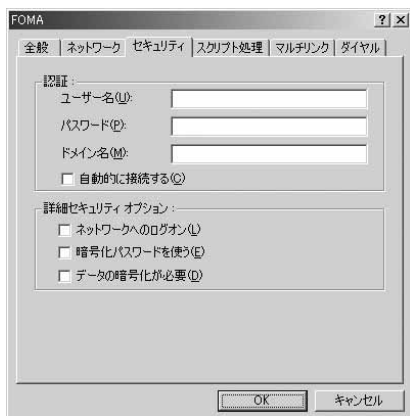 FOMA
全般 ネットワーク セキュリティ スクリプト処理 マルチリンク ダイヤル
認証:
ユーザー名(U):
パスワード(P):
ドメイン名(M):
自動的に接続する(C)
詳細セキュリティ オプション:
ネットワークへのログオン(L)
暗号化パスワードを使う(E)
データの暗号化が必要(D)
OK キャンセル